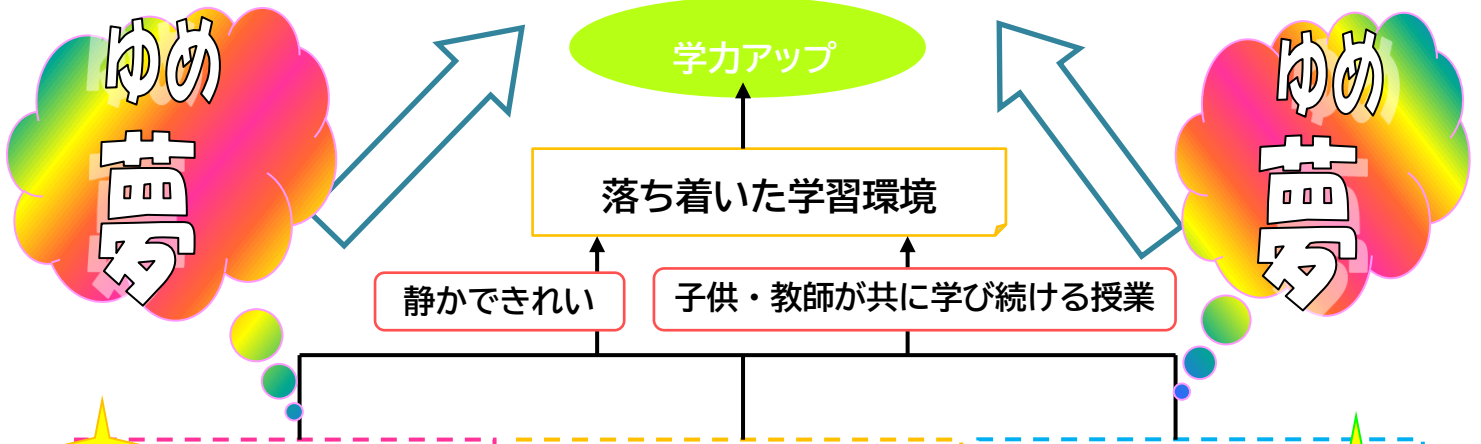 ゆめ
夢
学力アップ
ゆめ
夢
落ち着いた学習環境
静かできれい
子供・教師が共に学び続ける授業